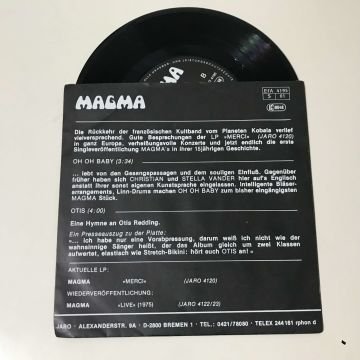 MAGMA
EFA 4195
S 01
Die Rückkehr der französischen Kultband vom Planeten Kobaia verlief
vielversprechend. Gute Besprechungen der LP »MERCI« (JARO 4120)
in ganz Europa, verheißungsvolle Konzerte und jetzt endlich die erste
Singleveröffentlichung MAGMA's in ihrer 15jährigen Geschichte.
OH OH BABY (3:34)
... lebt von den Gesangspassagen und dem souligen Einfluß. Gegenüber
früher haben sich CHRISTIAN und STELLA VANDER hier auf's Englisch
anstatt ihrer sonst eigenen Kunstsprache eingelassen. Intelligente Bläser-
arrangements, Linn-Drums machen OH OH BABY zum bisher eingängigsten
MAGMA Stück.
OTIS (4:00)
Eine Hymne an Otis Redding.
Ein Presseauszug zu der Platte:
»... ich habe nur eine Vorabpressung, darum weiß ich nicht wie der
wahnsinnige Sänger heißt, der das Album gleich um zwei Klassen
aufwertet, elastisch wie Stretch-Bikini: hört euch OTIS an!«
AKTUELLE LP:
MAGMA »MERCI« (JARO 4120)
WIEDERVERÖFFENTLICHUNG:
MAGMA »LIVE« (1975) (JARO 4122/23)
JARO - ALEXANDERSTR. 9A - D-2800 BREMEN 1 - TEL. 0421/78080 - TELEX 244161 rphon d